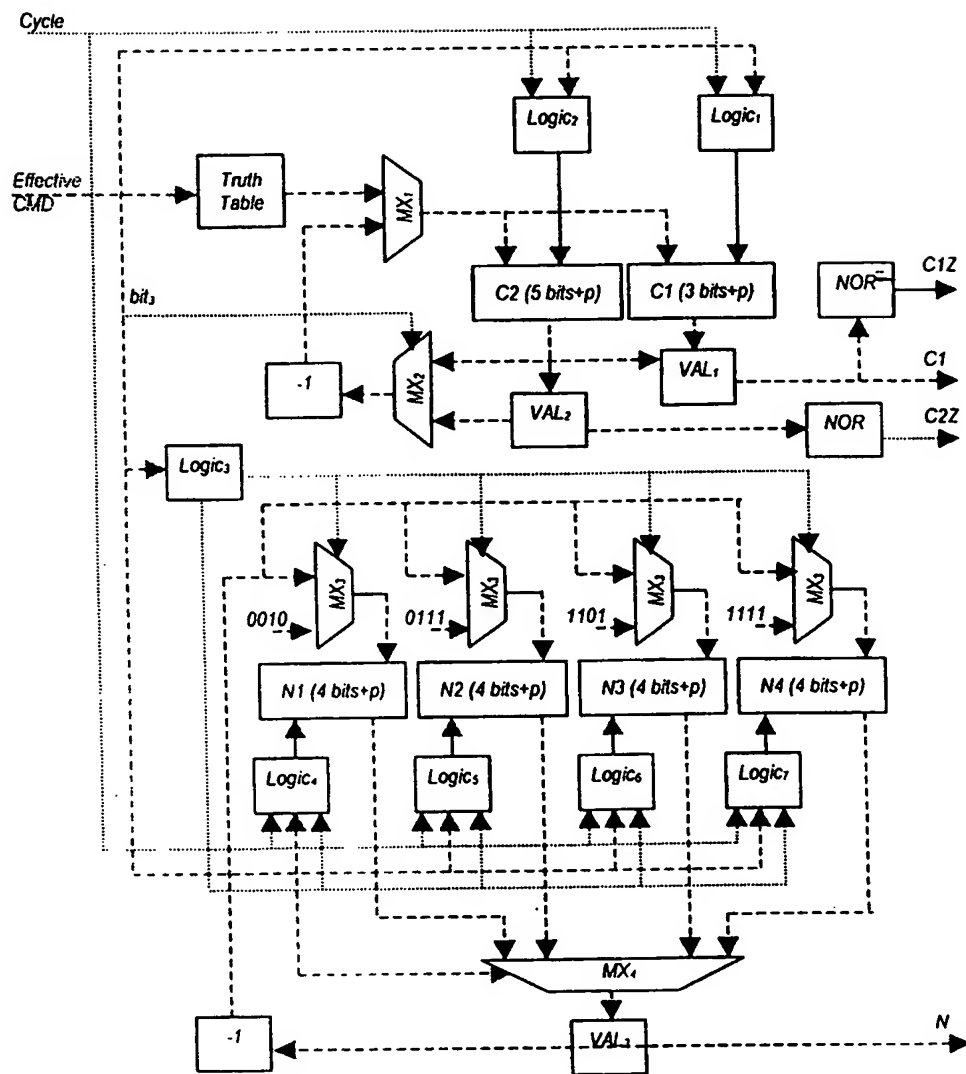 Cycle
Logic₂
Logic₁
Effective
CMD
Truth
Table
MX₁
bit₃
C2 (5 bits+p)
C1 (3 bits+p)
NOR
C1Z
-1
MX₂
VAL₁
C1
VAL₂
NOR
C2Z
Logic₃
MX₃
MX₃
MX₃
MX₃
0010
0111
1101
1111
N1 (4 bits+p)
N2 (4 bits+p)
N3 (4 bits+p)
N4 (4 bits+p)
Logic₄
Logic₅
Logic₆
Logic₇
MX₄
-1
VAL₃
N